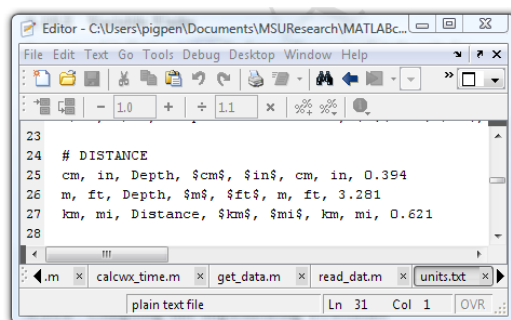 Editor - C:\Users\pigpen\Documents\MSUResearch\MATLABc...
File Edit Text Go Tools Debug Desktop Window Help
- 1.0 + ÷ 1.1 ×
23
24 # DISTANCE
25 cm, in, Depth, $cm$, $in$, cm, in, 0.394
26 m, ft, Depth, $m$, $ft$, m, ft, 3.281
27 km, mi, Distance, $km$, $mi$, km, mi, 0.621
28
.m × calcwx_time.m × get_data.m × read_dat.m × units.txt ×
plain text file Ln 31 Col 1 OVR